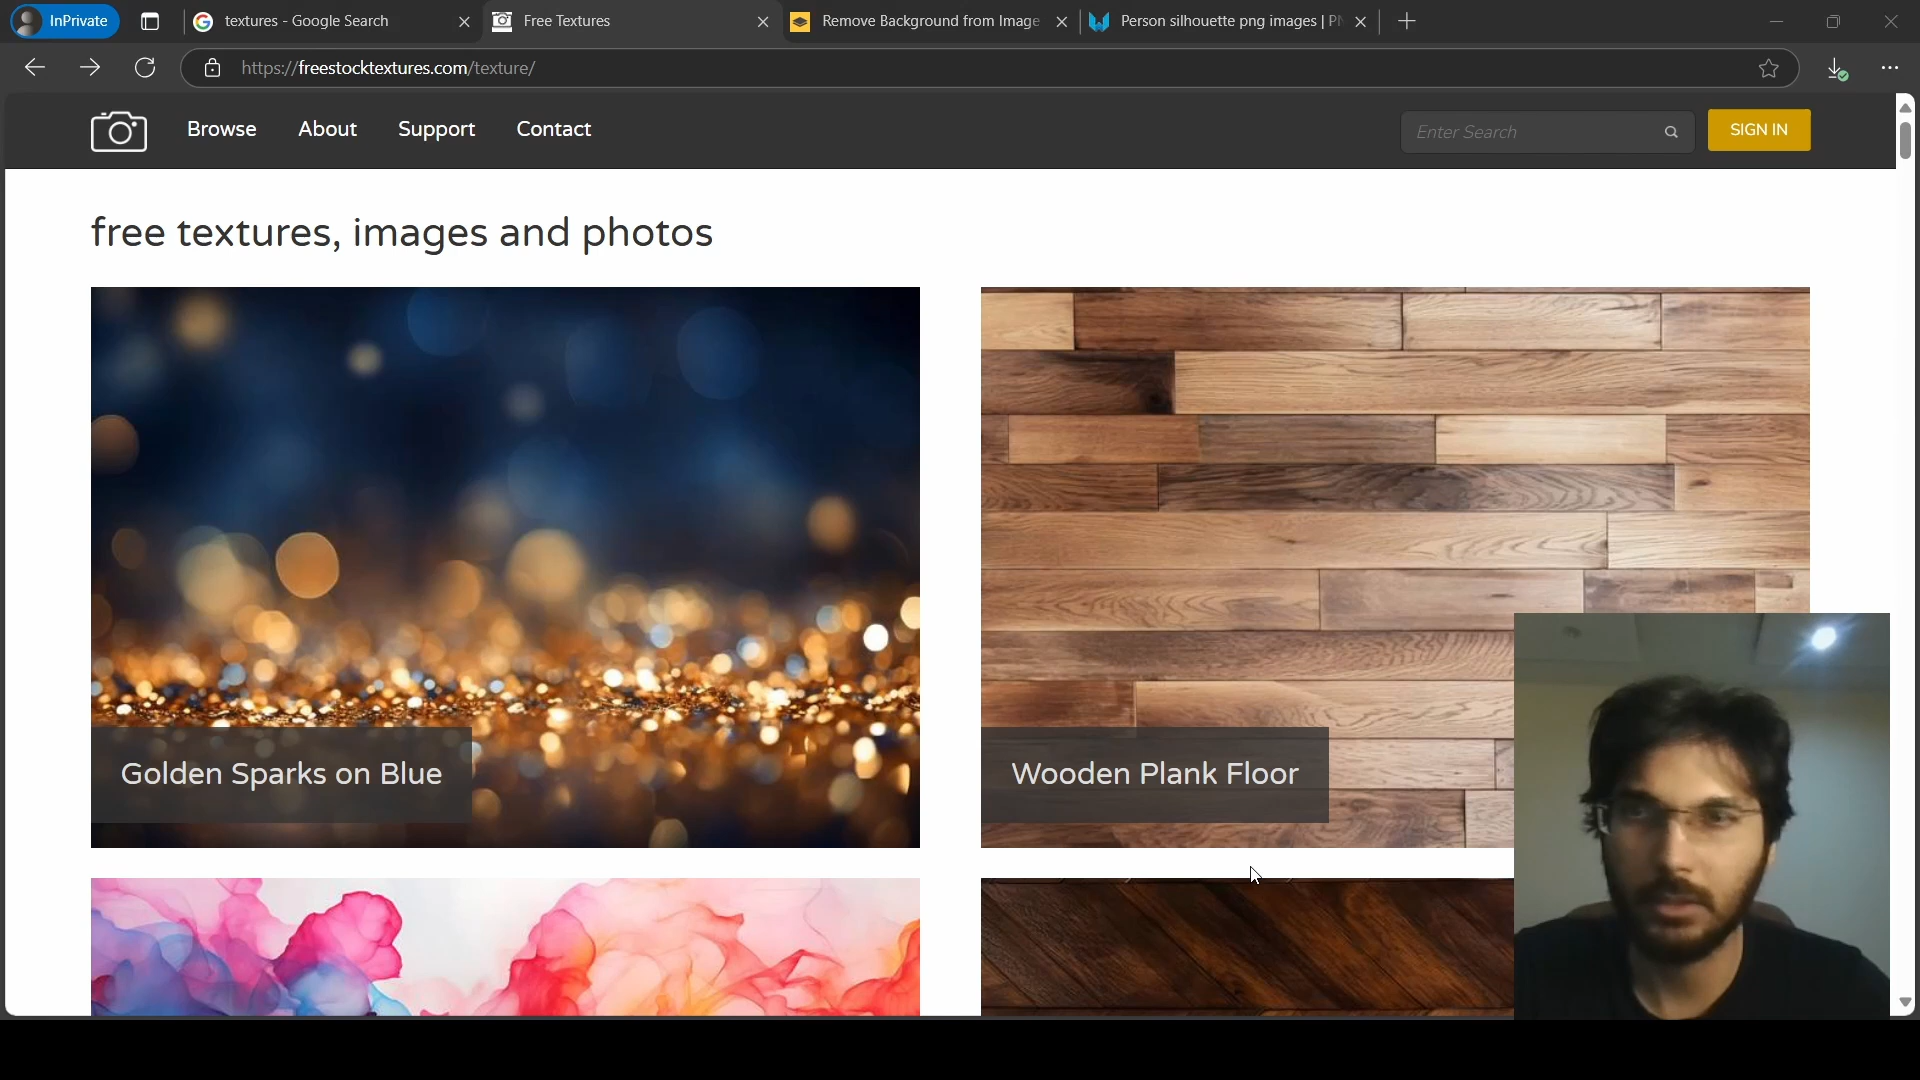 InPrivate
textures - Google Search
Free Textures
Remove Background from Image
Person silhouette png images | PN
https://freestocktextures.com/texture/
Browse
About
Support
Contact
Enter Search
SIGN IN
free textures, images and photos
Golden Sparks on Blue
Wooden Plank Floor